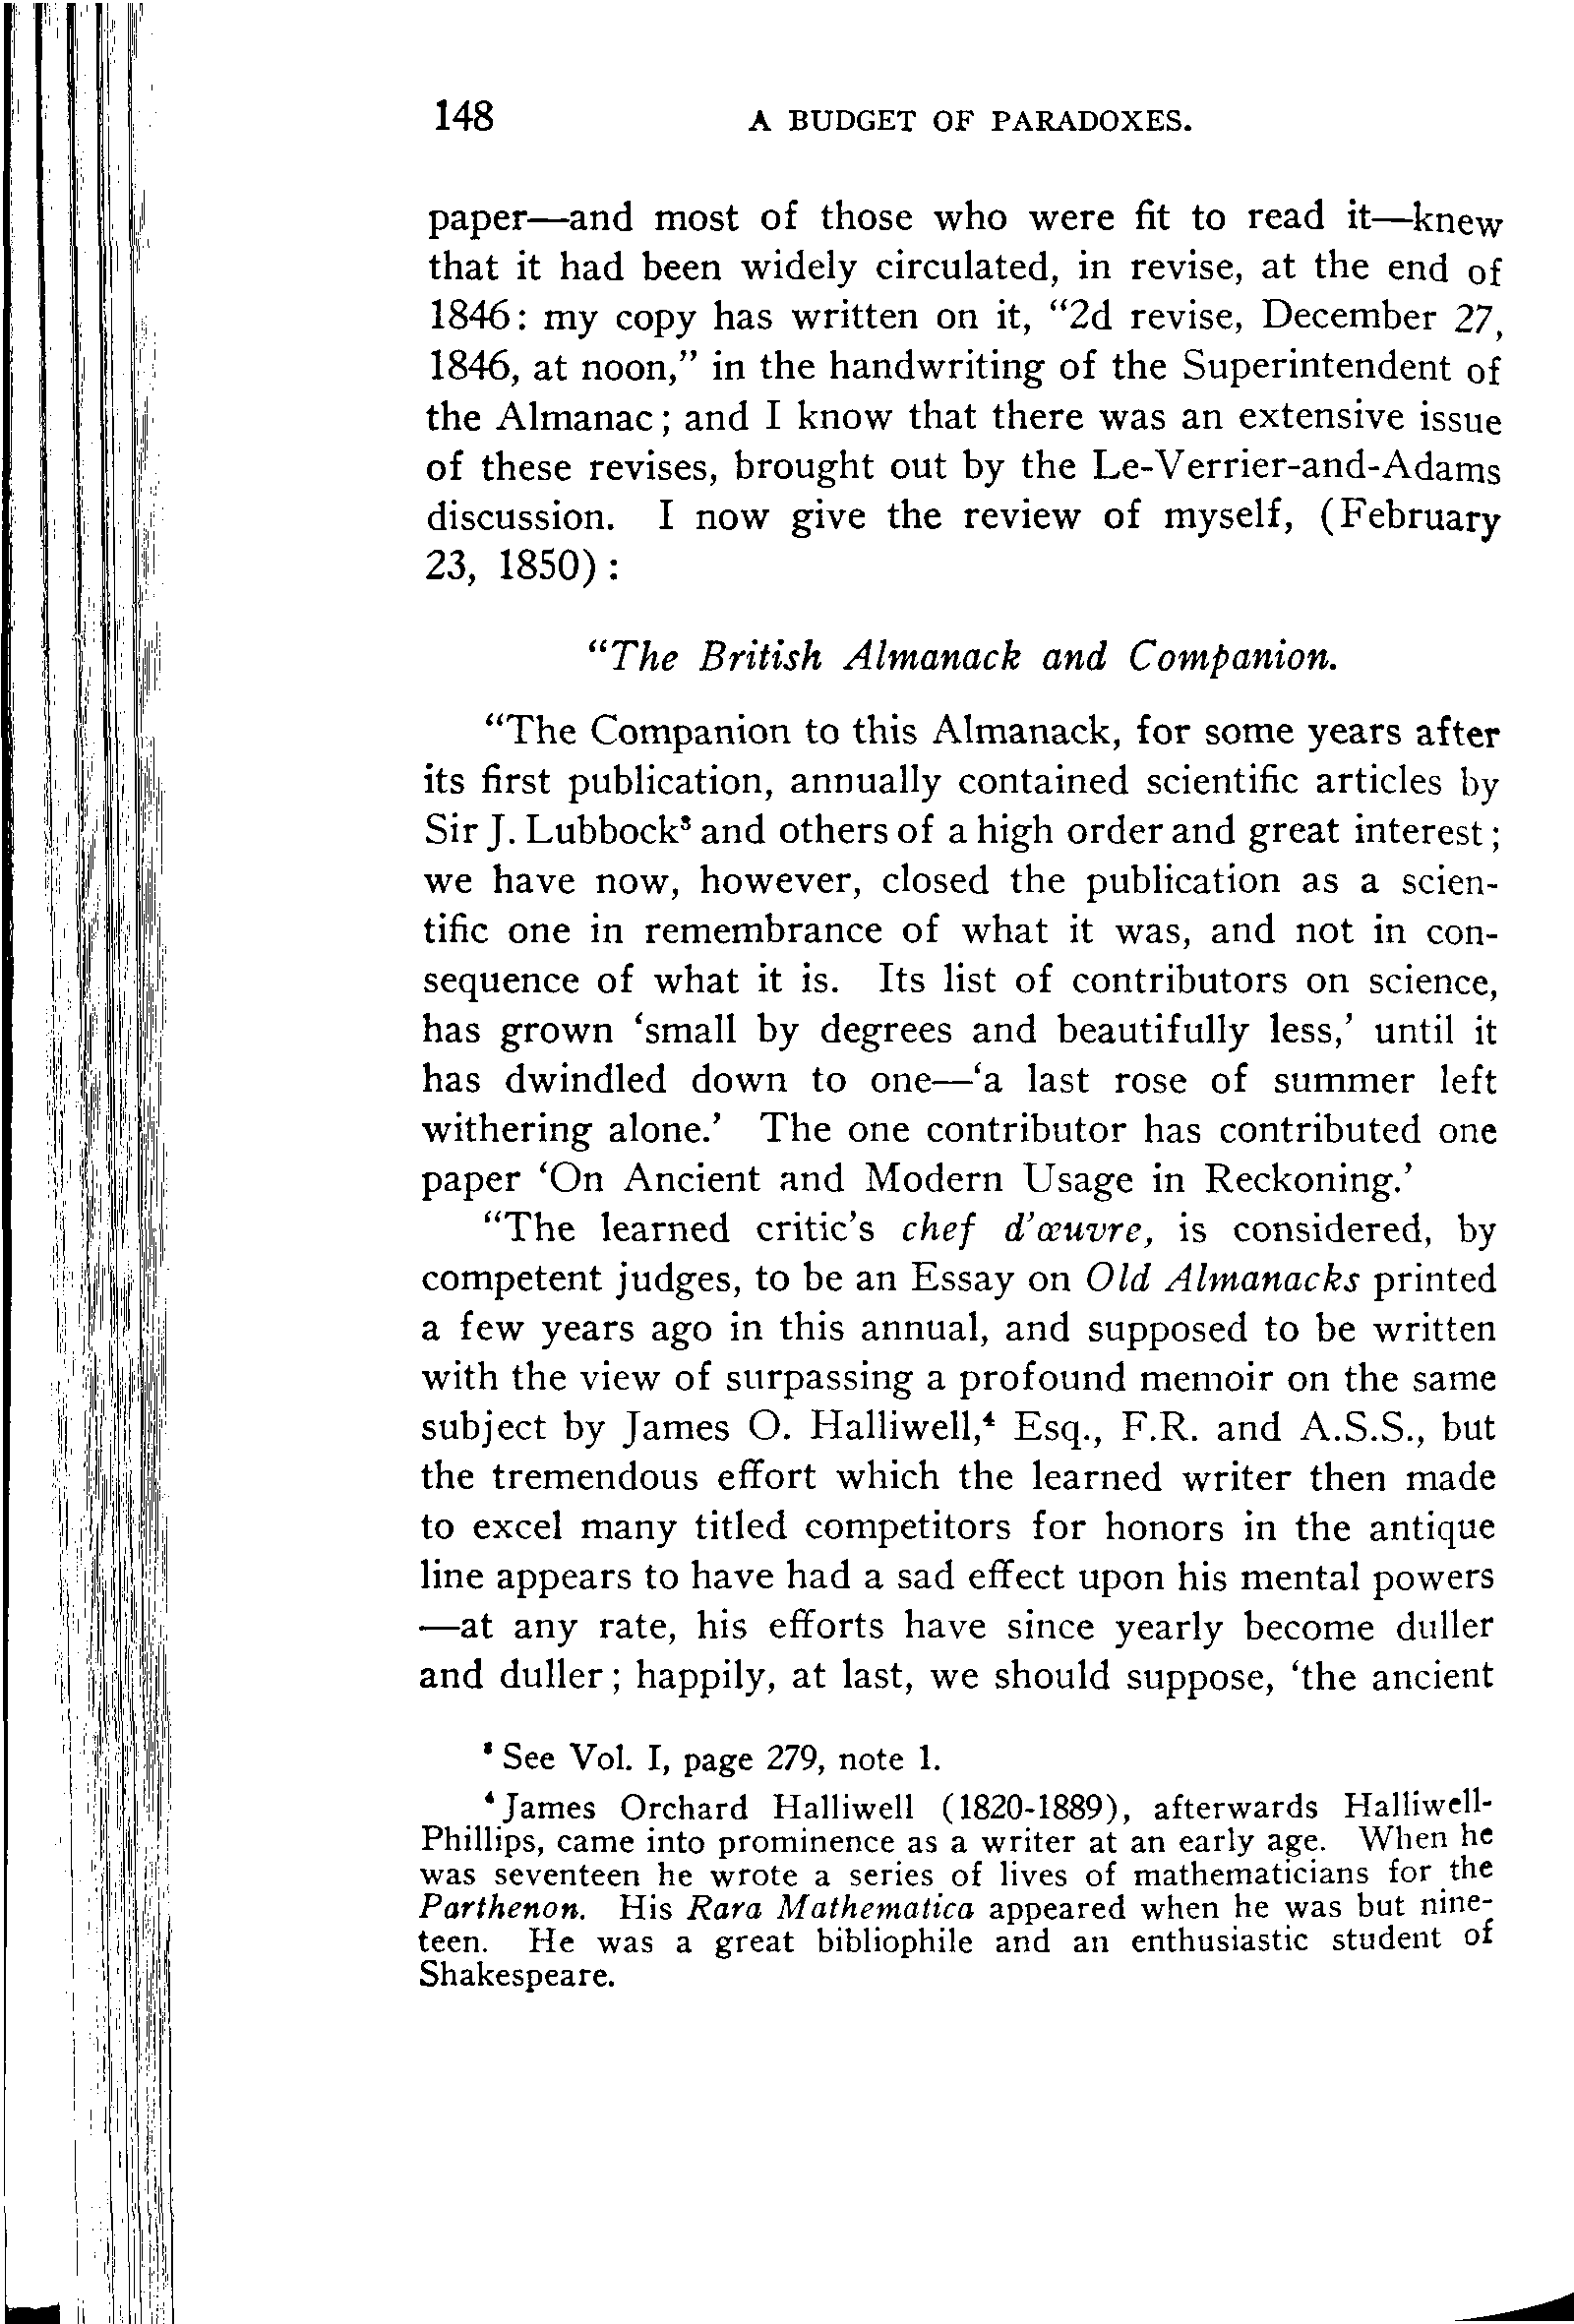 148 A BUDGET OF PARADOXES.
paper—and most of those who were fit to read it—knew
that it had been widely circulated, in revise, at the end of
1846: my copy has written on it, “2d revise, December 27,
1846, at noon,” in the handwriting of the Superintendent of
the Almanac; and I know that there was an extensive issue
of these revises, brought out by the Le-Verrier-and-Adams
discussion. I now give the review of myself, (February
23, 1850):
“The British Almanack and Companion.
“The Companion to this Almanack, for some years after
its first publication, annually contained scientific articles by
Sir J. Lubbock³ and others of a high order and great interest;
we have now, however, closed the publication as a scien-
tific one in remembrance of what it was, and not in con-
sequence of what it is. Its list of contributors on science,
has grown ‘small by degrees and beautifully less,’ until it
has dwindled down to one—‘a last rose of summer left
withering alone.’ The one contributor has contributed one
paper ‘On Ancient and Modern Usage in Reckoning.’
“The learned critic’s chef d’œuvre, is considered, by
competent judges, to be an Essay on Old Almanacks printed
a few years ago in this annual, and supposed to be written
with the view of surpassing a profound memoir on the same
subject by James O. Halliwell,⁴ Esq., F.R. and A.S.S., but
the tremendous effort which the learned writer then made
to excel many titled competitors for honors in the antique
line appears to have had a sad effect upon his mental powers
—at any rate, his efforts have since yearly become duller
and duller; happily, at last, we should suppose, ‘the ancient
³ See Vol. I, page 279, note 1.
⁴ James Orchard Halliwell (1820-1889), afterwards Halliwell-
Phillips, came into prominence as a writer at an early age. When he
was seventeen he wrote a series of lives of mathematicians for the
Parthenon. His Rara Mathematica appeared when he was but nine-
teen. He was a great bibliophile and an enthusiastic student of
Shakespeare.